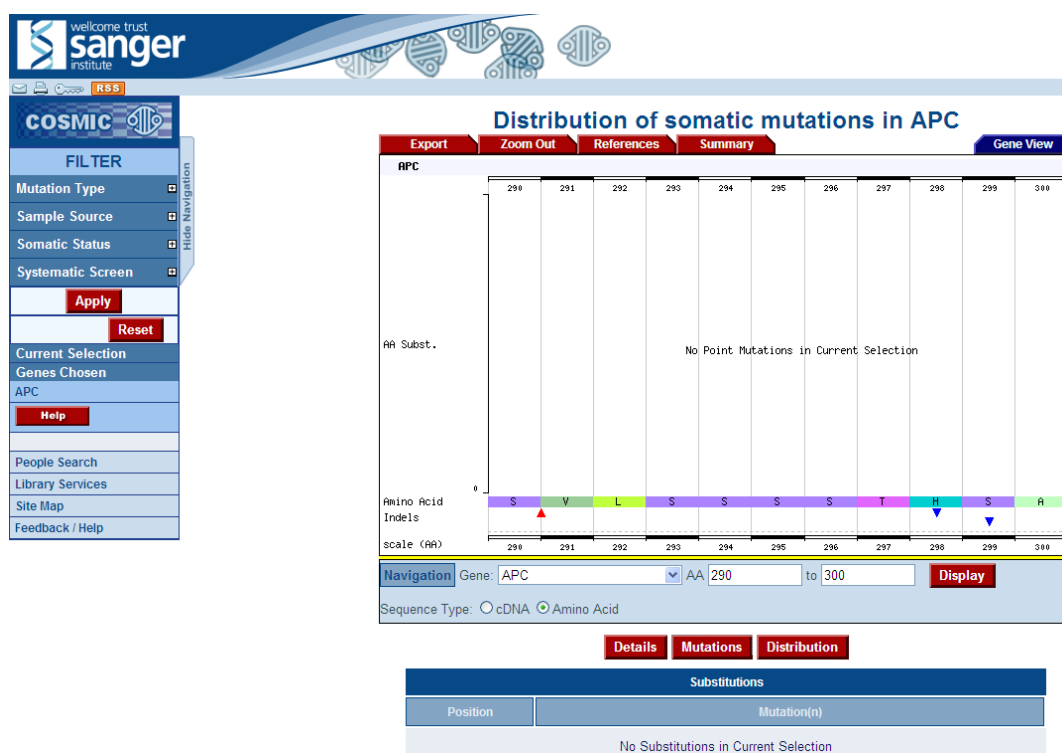 wellcome trust
sanger
institute
RSS
COSMIC
FILTER
Mutation Type
Sample Source
Somatic Status
Systematic Screen
Apply
Reset
Current Selection
Genes Chosen
APC
Help
People Search
Library Services
Site Map
Feedback / Help
Hide Navigation
Distribution of somatic mutations in APC
Export Zoom Out References Summary Gene View
APC
290 291 292 293 294 295 296 297 298 299 300
AA Subst.
No Point Mutations in Current Selection
0
Amino Acid S V L S S S S T H S A
Indels
scale (AA) 290 291 292 293 294 295 296 297 298 299 300
Navigation Gene: APC AA 290 to 300 Display
Sequence Type: cDNA Amino Acid
Details Mutations Distribution
Substitutions
Position Mutation(n)
No Substitutions in Current Selection